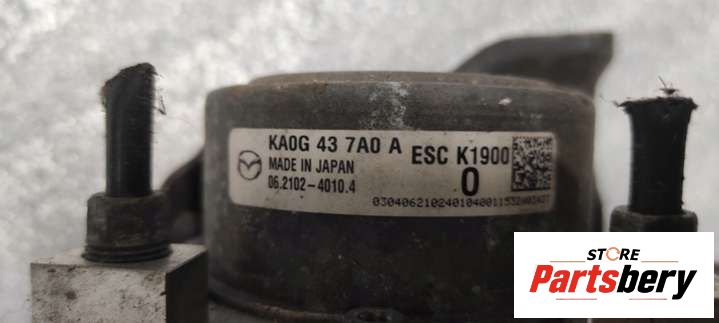 KA0G 43 7A0 A ESC K1900
MADE IN JAPAN
06.2102-4010.4 0
STORE
Partsbery